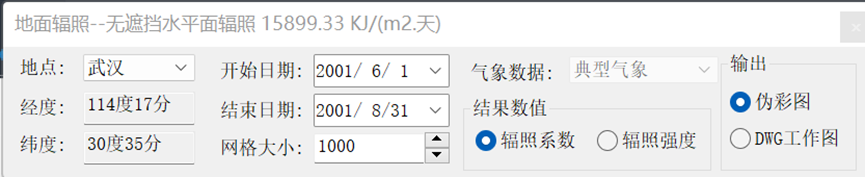 地面辐照--无遮挡水平面辐照 15899.33 KJ/(m2.天)
地点: 武汉 开始日期: 2001/ 6/ 1 气象数据: 典型气象 输出
经度: 114度17分 结束日期: 2001/ 8/31 结果数值 伪彩图
纬度: 30度35分 网格大小: 1000 辐照系数 辐照强度 DWG工作图